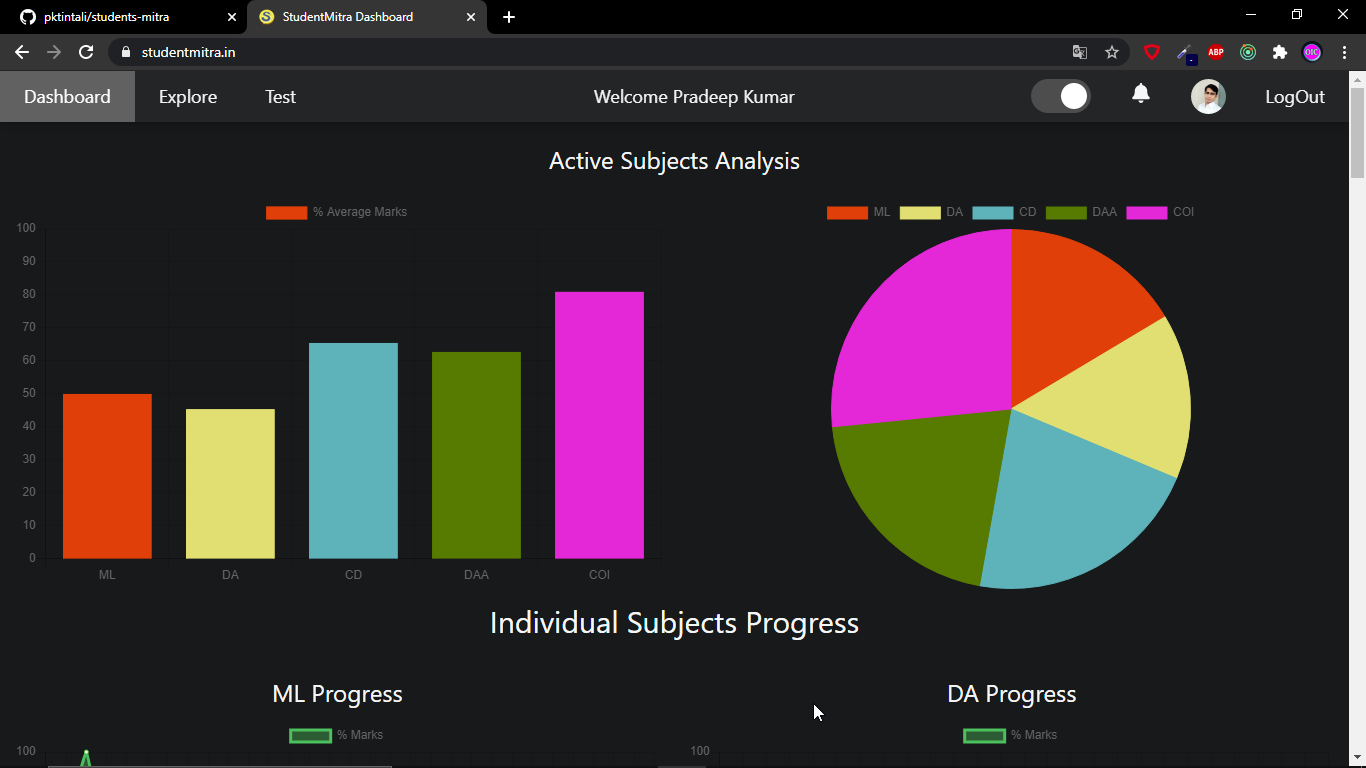 pktintali/students-mitra
StudentMitra Dashboard
studentmitra.in
ABP
OIC
Dashboard
Explore
Test
Welcome Pradeep Kumar
LogOut
Active Subjects Analysis
% Average Marks
ML DA CD DAA COI
100
90
80
70
60
50
40
30
20
10
0
ML DA CD DAA COI
Individual Subjects Progress
ML Progress
DA Progress
% Marks
% Marks
100
100